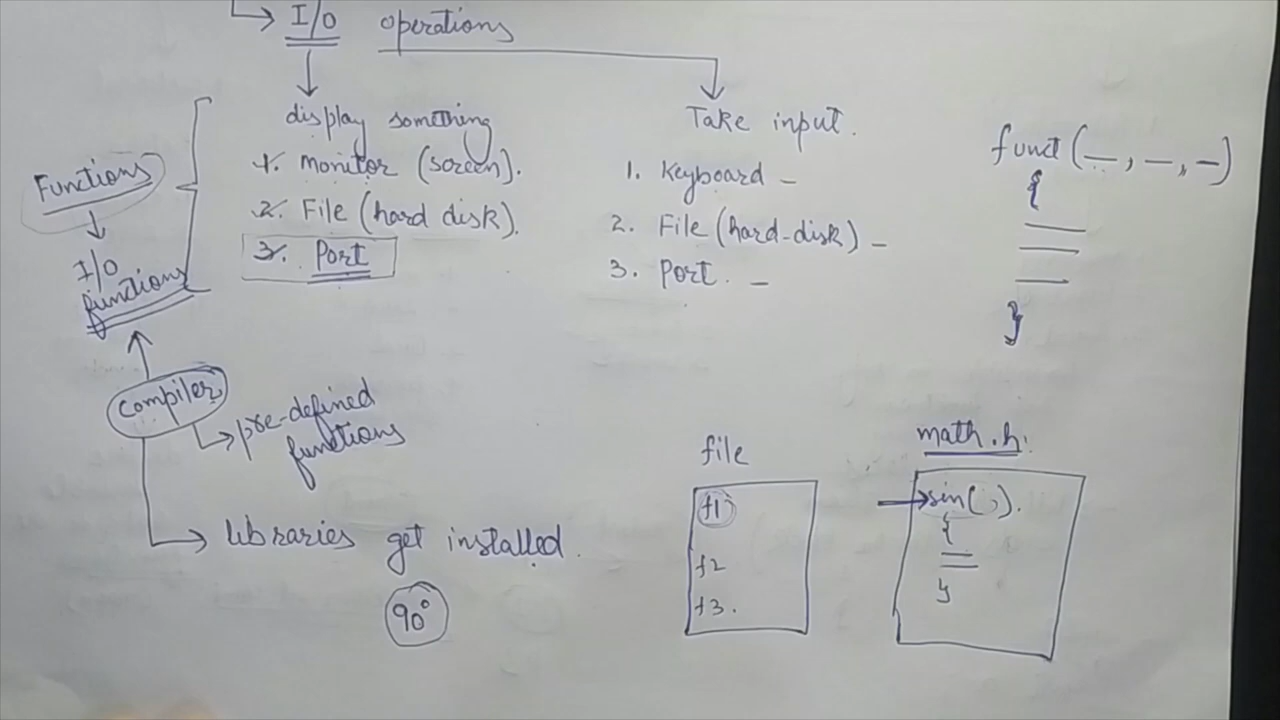 I/O operations
display something
1. Monitor (screen).
2. File (hard disk).
3. Port
Take input.
1. Keyboard –
2. File (hard-disk) –
3. Port. –
Functions
I/O
functions
Compiler
pre-defined
functions
libraries get installed.
90°
funct(—, —, —)
{
}
file
f1
f2
f3.
math.h:
sin( , ).
{
}